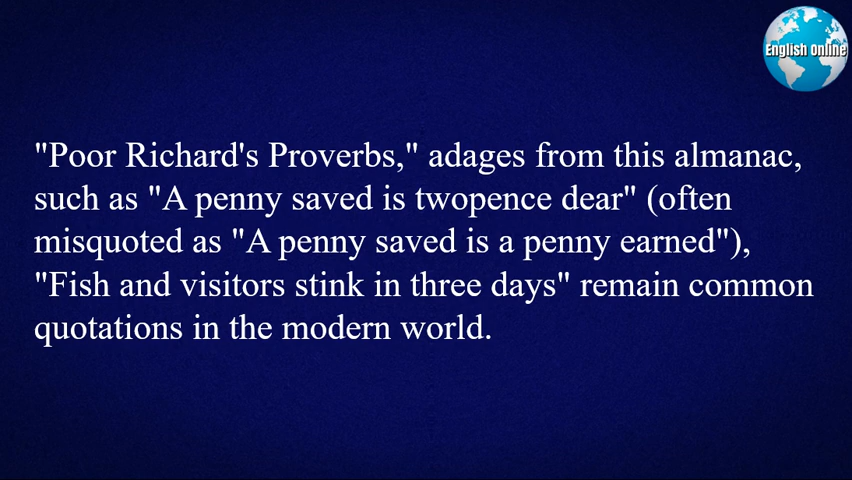 English Online
"Poor Richard's Proverbs," adages from this almanac,
such as "A penny saved is twopence dear" (often
misquoted as "A penny saved is a penny earned"),
"Fish and visitors stink in three days" remain common
quotations in the modern world.